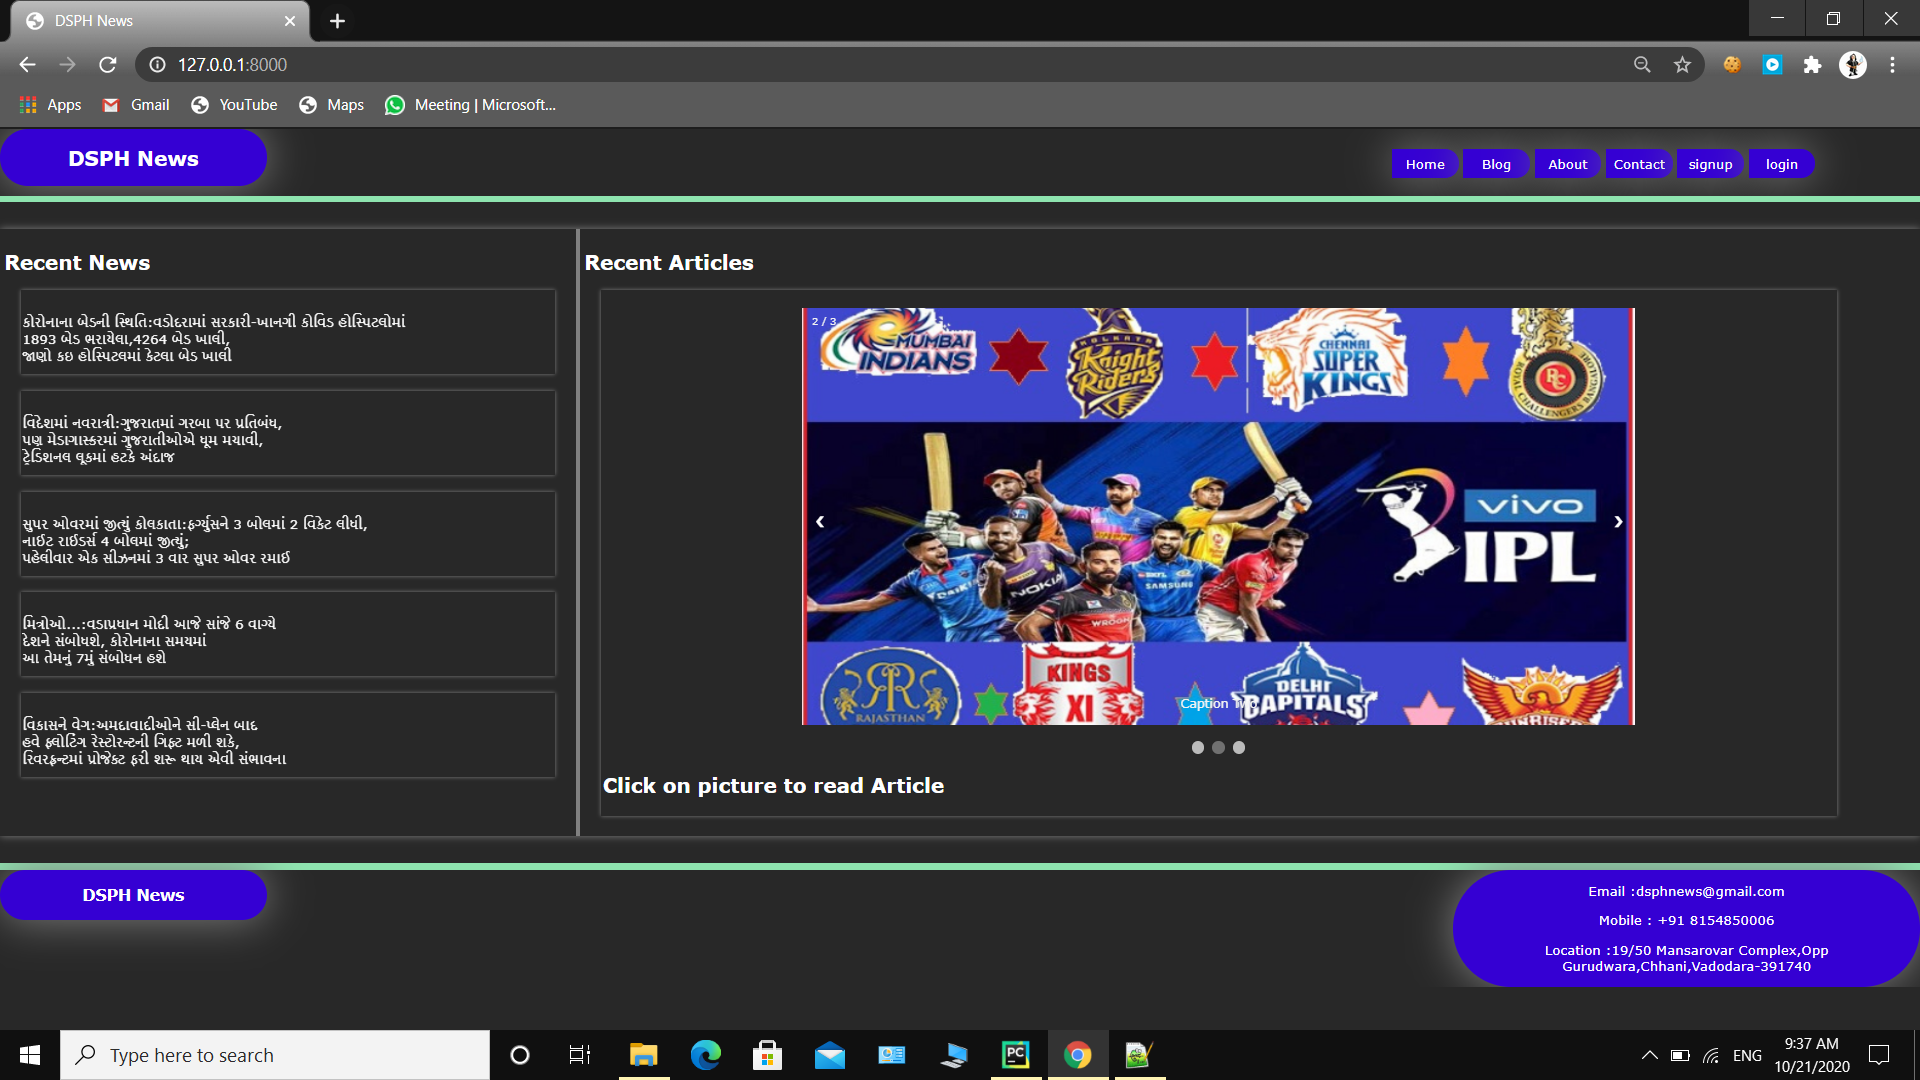 DSPH News
127.0.0.1:8000
Apps
Gmail
YouTube
Maps
Meeting | Microsoft...
DSPH News
Home
Blog
About
Contact
signup
login
Recent News
કોરોનાના બેડની સ્થિતિ:વડોદરામાં સરકારી-ખાનગી કોવિડ હોસ્પિટલોમાં
1893 બેડ ભરાયેલા,4264 બેડ ખાલી,
જાણો કઇ હોસ્પિટલમાં કેટલા બેડ ખાલી
વિદેશમાં નવરાત્રી:ગુજરાતમાં ગરબા પર પ્રતિબંધ,
પણ મેડાગાસ્કરમાં ગુજરાતીઓએ ધૂમ મચાવી,
ટ્રેડિશનલ લૂકમાં હટકે અંદાજ
સુપર ઓવરમાં જીત્યું કોલકાતા:ફર્ગ્યુસને 3 બોલમાં 2 વિકેટ લીધી,
નાઈટ રાઈડર્સ 4 બોલમાં જીત્યું;
પહેલીવાર એક સીઝનમાં 3 વાર સુપર ઓવર રમાઈ
મિત્રોઓ...:વડાપ્રધાન મોદી આજે સાંજે 6 વાગ્યે
દેશને સંબોધશે, કોરોનાના સમયમાં
આ તેમનું 7મું સંબોધન હશે
વિકાસને વેગ:અમદાવાદીઓને સી-પ્લેન બાદ
હવે ફ્લોટિંગ રેસ્ટોરન્ટની ગિફ્ટ મળી શકે,
રિવરફ્રન્ટમાં પ્રોજેક્ટ ફરી શરૂ થાય એવી સંભાવના
Recent Articles
2 / 3
MUMBAI
INDIANS
KOLKATA
Knight
Riders
CHENNAI
SUPER
KINGS
ROYAL CHALLENGERS
RC
DAIKIN
NOKIA
WROGN
SAMSUNG
vivo
IPL
❮
❯
RR
RAJASTHAN
KINGS
XI
DELHI
CAPITALS
SUNRISERS
Caption Two
Click on picture to read Article
DSPH News
Email :dsphnews@gmail.com
Mobile : +91 8154850006
Location :19/50 Mansarovar Complex,Opp
Gurudwara,Chhani,Vadodara-391740
Type here to search
PC
ENG
9:37 AM
10/21/2020